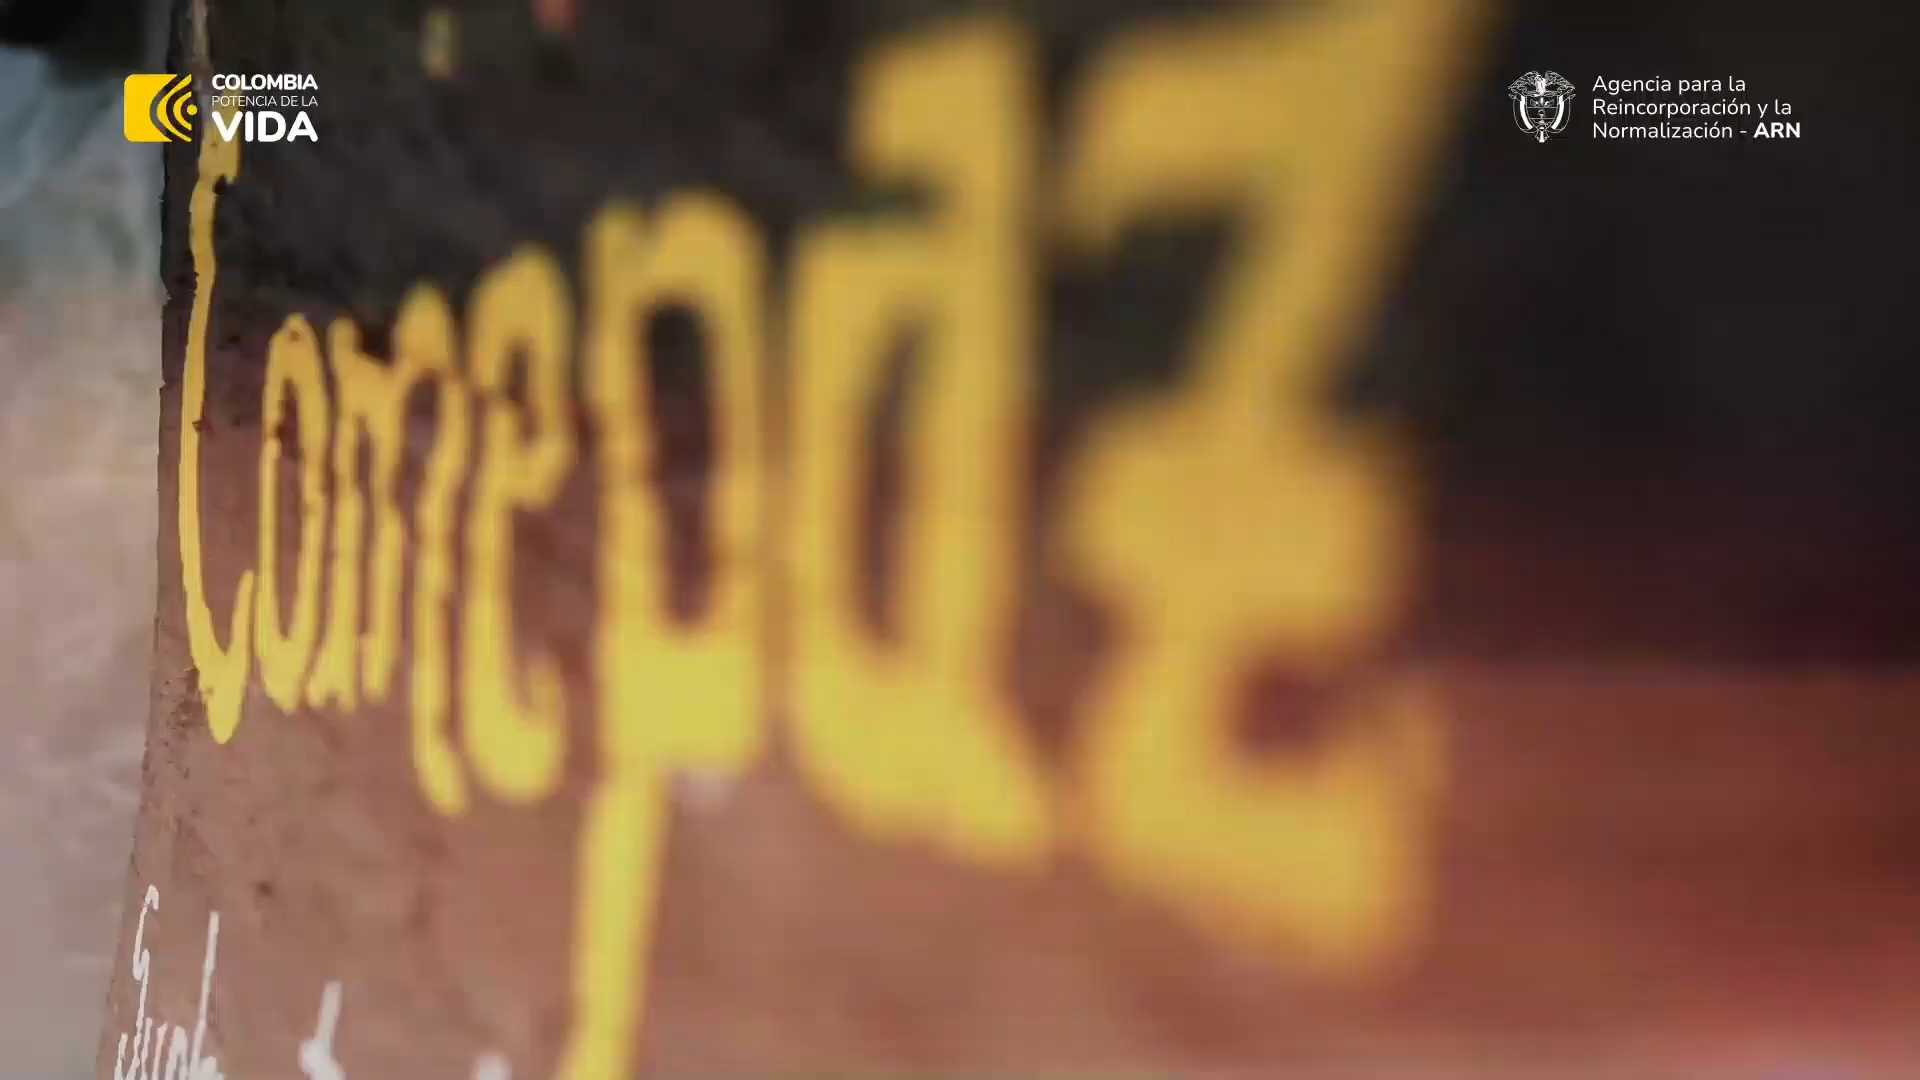 COLOMBIA
POTENCIA DE LA
VIDA
Agencia para la
Reincorporación y la
Normalización - ARN
Comepaz